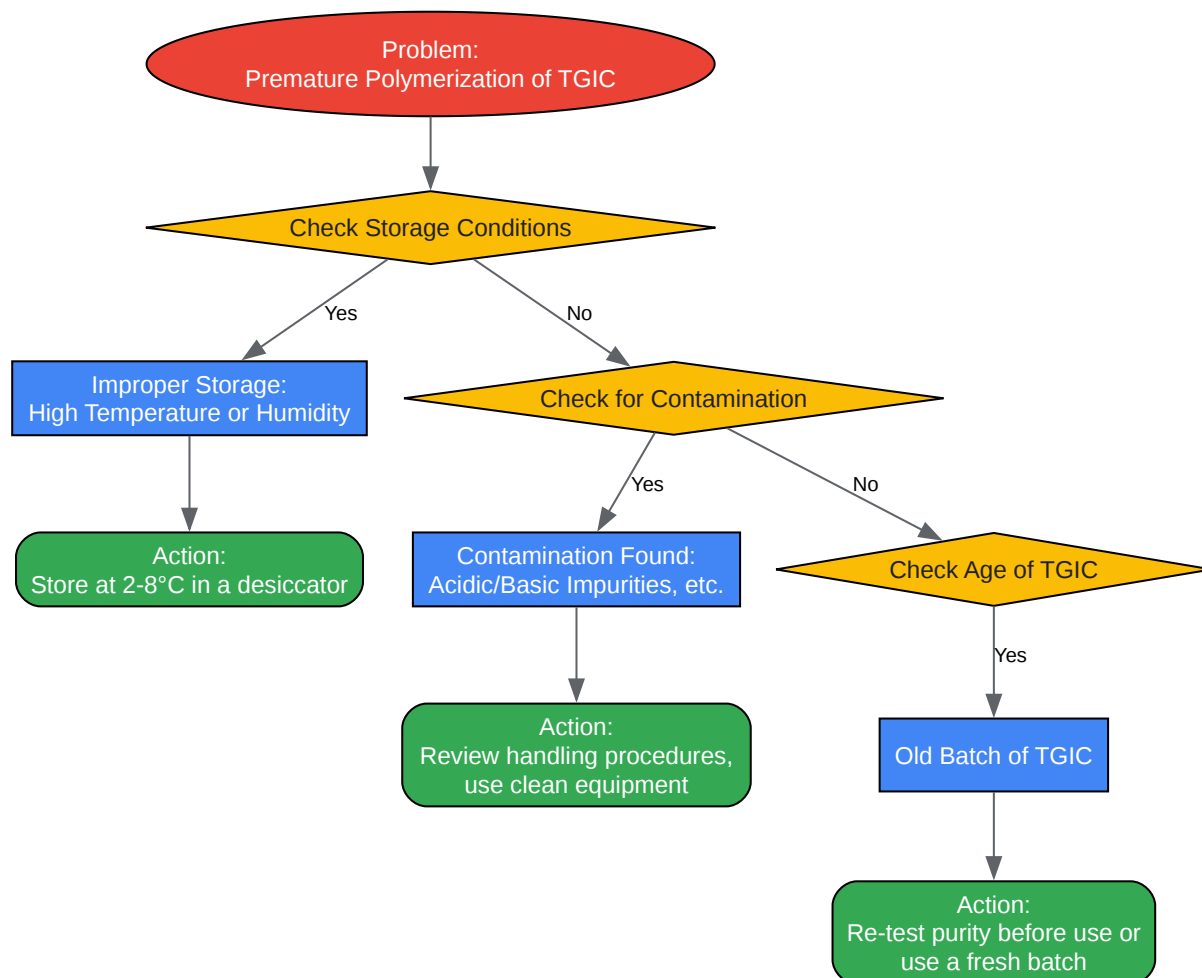 Problem:
Premature Polymerization of TGIC
Check Storage Conditions
Yes
No
Improper Storage:
High Temperature or Humidity
Check for Contamination
Yes
No
Action:
Store at 2-8°C in a desiccator
Contamination Found:
Acidic/Basic Impurities, etc.
Check Age of TGIC
Yes
Action:
Review handling procedures,
use clean equipment
Old Batch of TGIC
Action:
Re-test purity before use or
use a fresh batch